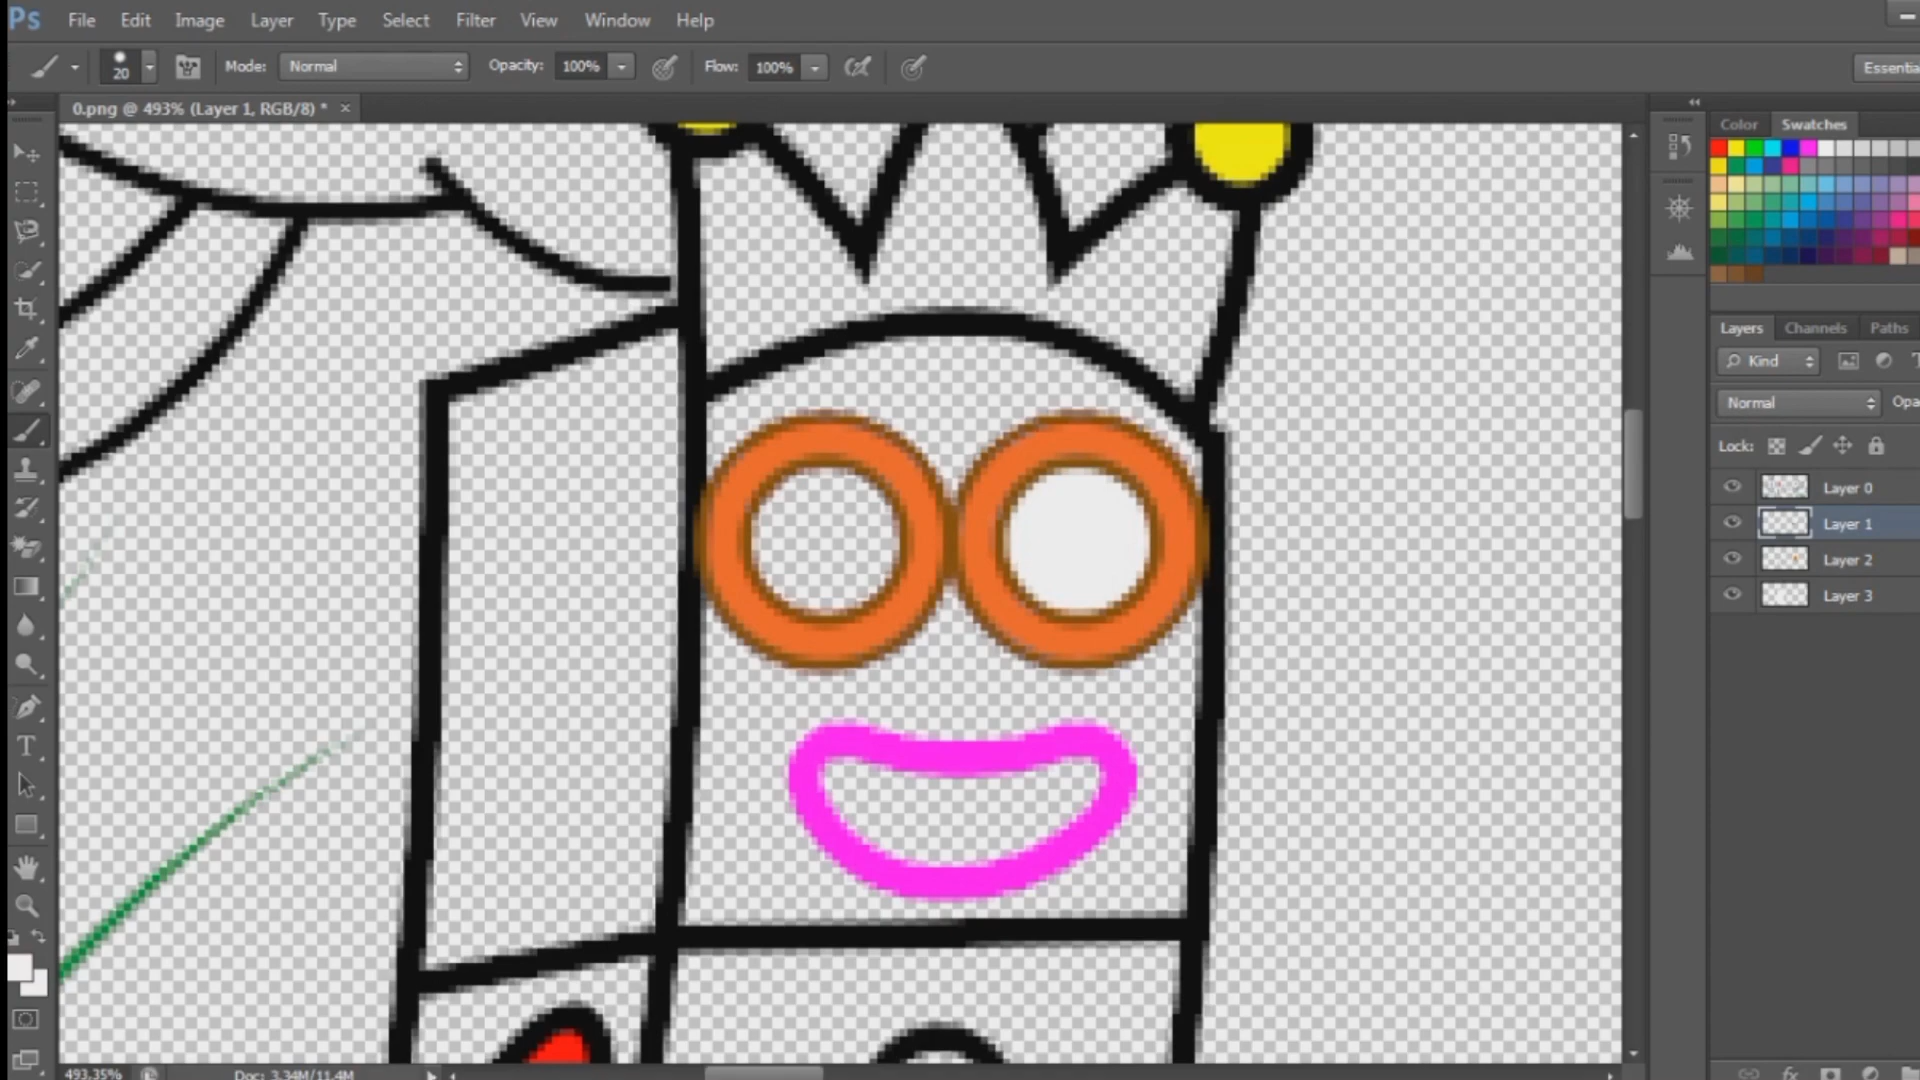 Ps File Edit Image Layer Type Select Filter View Window Help
20 Mode: Normal Opacity: 100% Flow: 100%
0.png @ 493% (Layer 1, RGB/8) * ×
Color Swatches
Layers Channels Paths
Kind
Normal
Lock:
Layer 0
Layer 1
Layer 2
Layer 3
493.35% Doc: 3.34M/11.4M